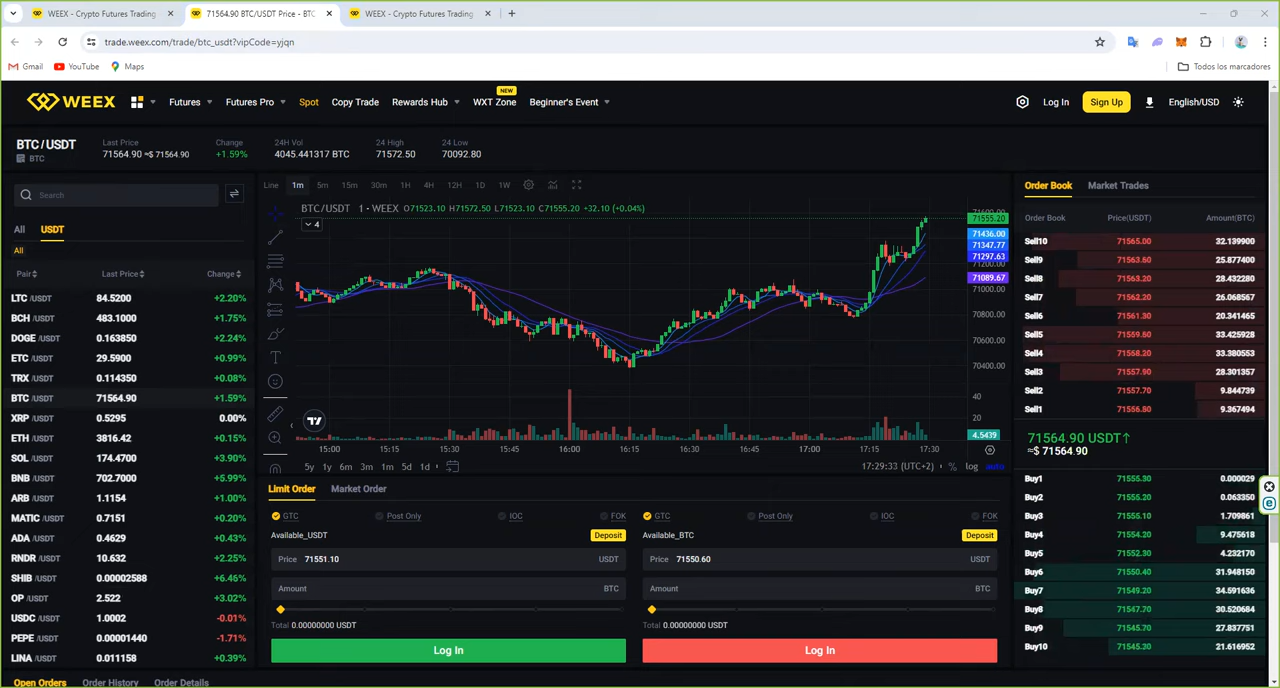 WEEX - Crypto Futures Trading
71564.90 BTC/USDT Price - BTC
WEEX - Crypto Futures Trading
trade.weex.com/trade/btc_usdt?vipCode=yjqn
Gmail YouTube Maps Todos los marcadores
WEEX Futures Futures Pro Spot Copy Trade Rewards Hub WXT Zone NEW Beginner's Event Log In Sign Up English/USD
BTC/USDT
BTC
Last Price
71564.90 ≈$ 71564.90
Change
+1.59%
24H Vol
4045.441317 BTC
24 High
71572.50
24 Low
70092.80
Search
All USDT
All
Pair Last Price Change
LTC /USDT 84.5200 +2.20%
BCH /USDT 483.1000 +1.75%
DOGE /USDT 0.163850 +2.24%
ETC /USDT 29.5900 +0.99%
TRX /USDT 0.114350 +0.08%
BTC /USDT 71564.90 +1.59%
XRP /USDT 0.5295 0.00%
ETH /USDT 3816.42 +0.15%
SOL /USDT 174.4700 +3.90%
BNB /USDT 702.7000 +5.99%
ARB /USDT 1.1154 +1.00%
MATIC /USDT 0.7151 +0.20%
ADA /USDT 0.4629 +0.43%
RNDR /USDT 10.632 +2.25%
SHIB /USDT 0.00002588 +6.46%
OP /USDT 2.522 +3.02%
USDC /USDT 1.0002 -0.01%
PEPE /USDT 0.00001440 -1.71%
LINA /USDT 0.011158 +0.39%
Line 1m 5m 15m 30m 1H 4H 12H 1D 1W
BTC/USDT · 1 · WEEX O71523.10 H71572.50 L71523.10 C71555.20 +32.10 (+0.04%)
4
71555.20
71436.00
71347.77
71297.63
71200.00
71089.67
71000.00
70800.00
70600.00
70400.00
40
20
4.5439
15:00 15:15 15:30 15:45 16:00 16:15 16:30 16:45 17:00 17:15 17:30
5y 1y 6m 3m 1m 5d 1d 17:29:33 (UTC+2) % log auto
Limit Order Market Order
GTC Post Only IOC FOK
Available_USDT Deposit
Price 71551.10 USDT
Amount BTC
Total 0.00000000 USDT
Log In
GTC Post Only IOC FOK
Available_BTC Deposit
Price 71550.60 USDT
Amount BTC
Total 0.00000000 USDT
Log In
Order Book Market Trades
Order Book Price(USDT) Amount(BTC)
Sell10 71565.00 32.139900
Sell9 71563.60 25.877400
Sell8 71563.20 28.432280
Sell7 71562.20 26.068567
Sell6 71561.30 20.341465
Sell5 71559.60 33.425928
Sell4 71558.20 33.380553
Sell3 71557.90 28.301357
Sell2 71557.70 9.844739
Sell1 71556.80 9.367494
71564.90 USDT↑
≈$ 71564.90
Buy1 71555.30 0.000029
Buy2 71555.20 0.063350
Buy3 71555.10 1.709861
Buy4 71554.20 9.475618
Buy5 71552.30 4.232170
Buy6 71550.40 31.948150
Buy7 71549.20 34.591636
Buy8 71547.70 30.520684
Buy9 71545.70 27.837751
Buy10 71545.30 21.616952
Open Orders Order History Order Details